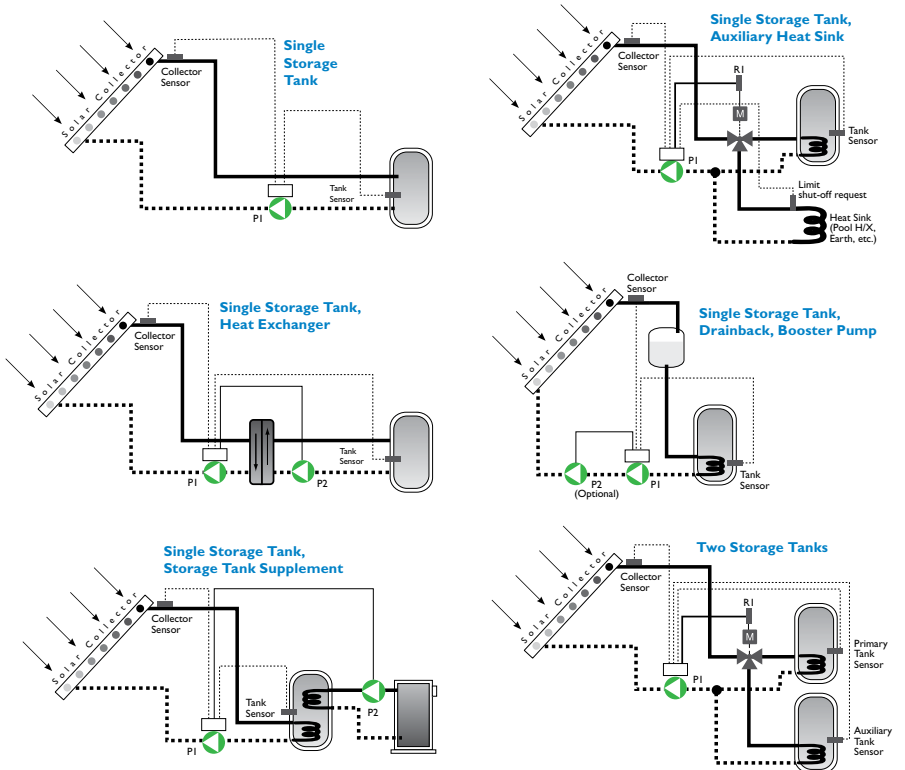 Single
Storage
Tank
Solar Collector
Collector
Sensor
Tank
Sensor
P1
Single Storage Tank,
Auxiliary Heat Sink
Solar Collector
Collector
Sensor
R1
M
P1
Tank
Sensor
Limit
shut-off request
Heat Sink
(Pool H/X,
Earth, etc.)
Single Storage Tank,
Heat Exchanger
Solar Collector
Collector
Sensor
Tank
Sensor
P1
P2
Single Storage Tank,
Drainback, Booster Pump
Solar Collector
Collector
Sensor
P2
(Optional)
P1
Tank
Sensor
Single Storage Tank,
Storage Tank Supplement
Solar Collector
Collector
Sensor
Tank
Sensor
P1
P2
Two Storage Tanks
Solar Collector
Collector
Sensor
R1
M
P1
Primary
Tank
Sensor
Auxiliary
Tank
Sensor